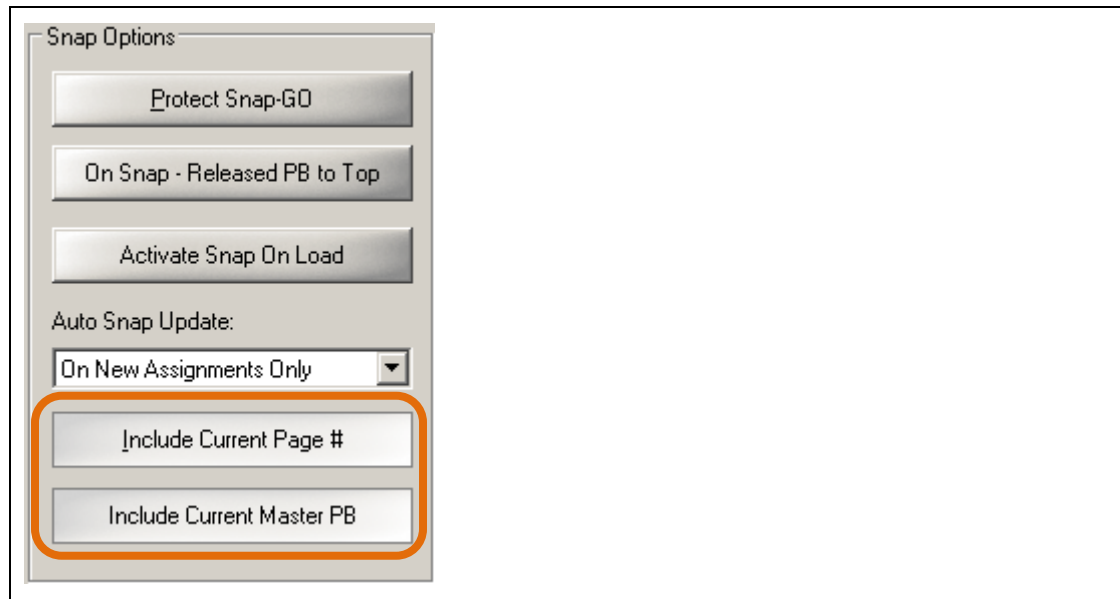 Snap Options
Protect Snap-GO
On Snap - Released PB to Top
Activate Snap On Load
Auto Snap Update:
On New Assignments Only
Include Current Page #
Include Current Master PB